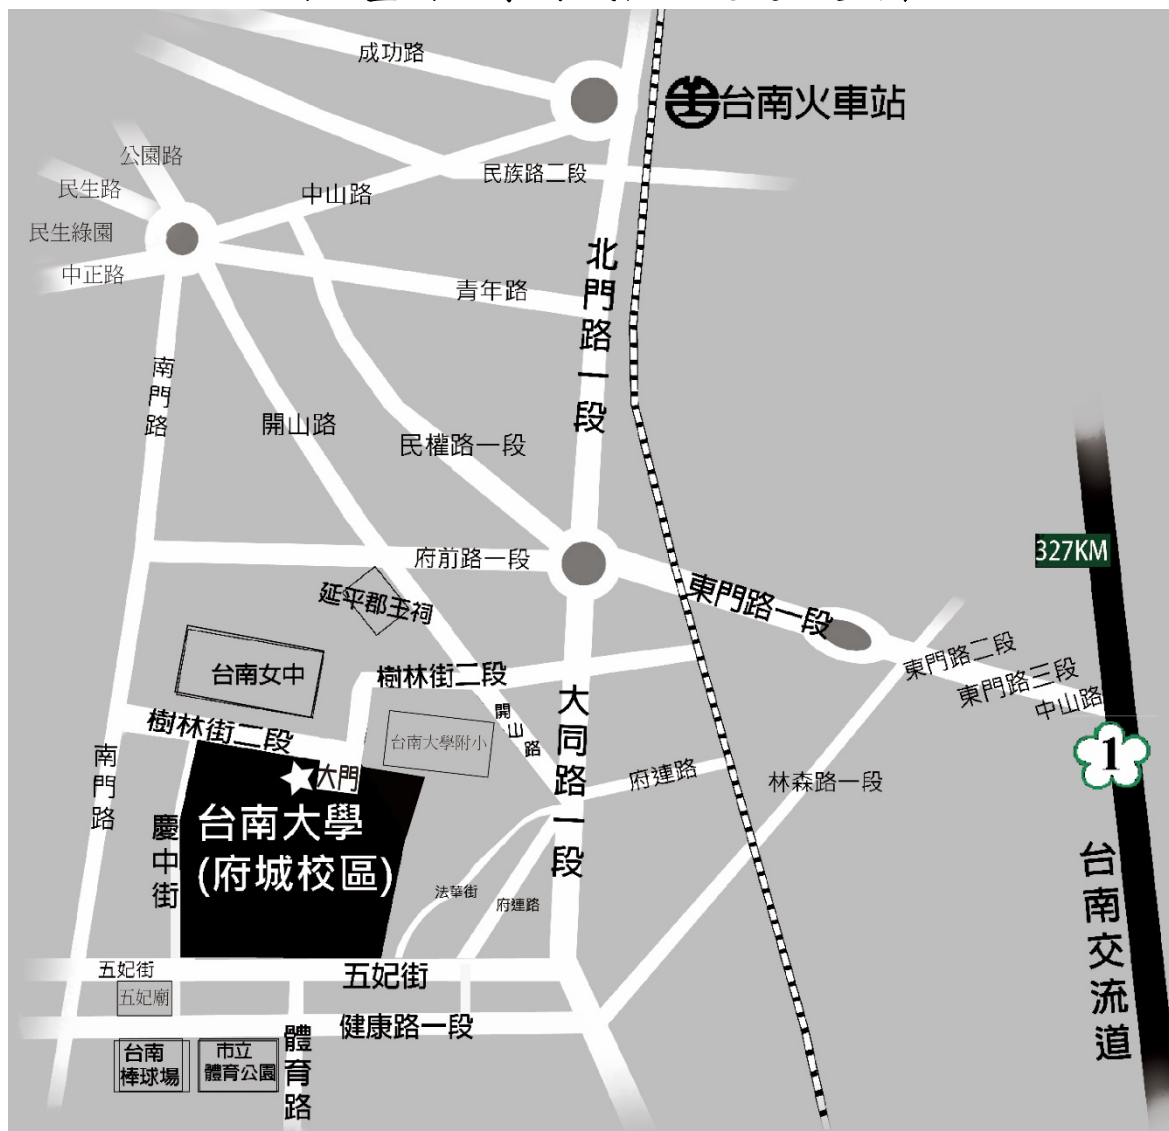 成功路
台南火車站
公園路
民族路二段
民生路
中山路
民生綠園
北門路一段
中正路
青年路
南門路
開山路
民權路一段
327KM
府前路一段
東門路一段
延平郡王祠
東門路二段
台南女中
樹林街二段
東門路三段
大同路一段
中山路
開山路
樹林街二段
台南大學附小
1
南門路
大門
府連路
林森路一段
台南大學
(府城校區)
慶中街
台南交流道
法華街
府連路
五妃街
五妃街
五妃廟
健康路一段
體育路
台南
棒球場
市立
體育公園